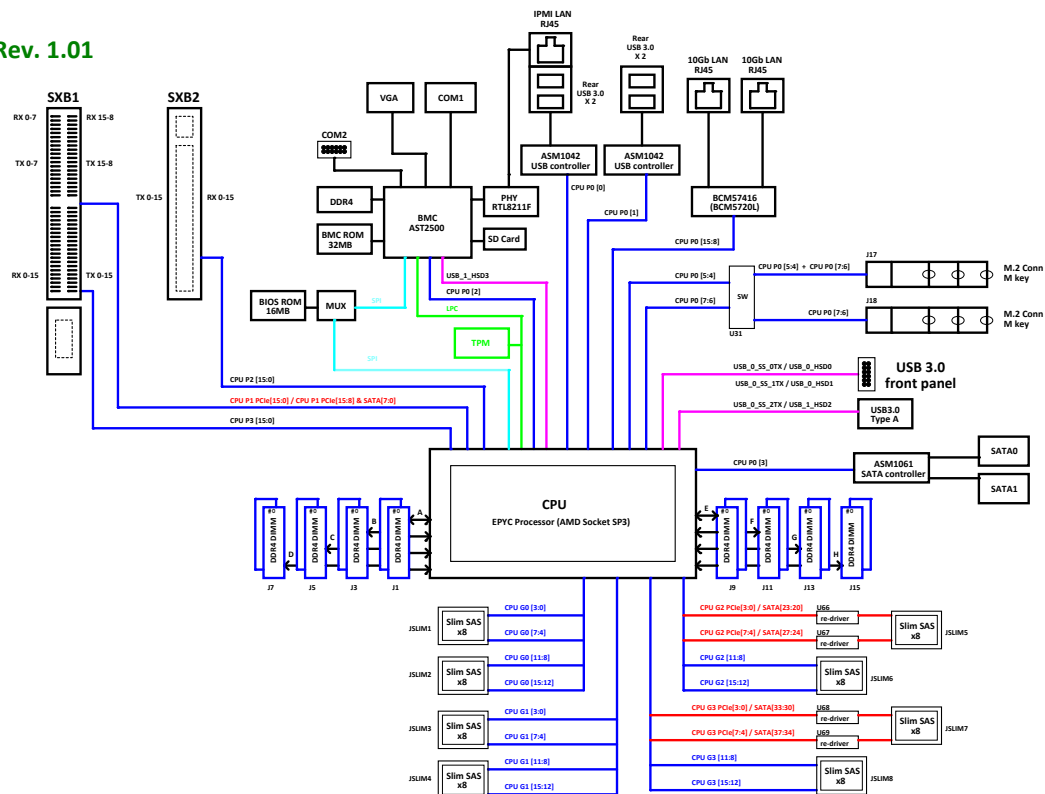 Rev. 1.01
IPMI LAN
RJ45
Rear
USB 3.0
X 2
Rear
USB 3.0
X 2
10Gb LAN
RJ45
10Gb LAN
RJ45
SXB1
SXB2
RX 0-7
RX 15-8
TX 0-7
TX 15-8
RX 0-15
TX 0-15
TX 0-15
RX 0-15
VGA
COM1
COM2
DDR4
BMC ROM
32MB
BMC
AST2500
PHY
RTL8211F
SD Card
ASM1042
USB controller
ASM1042
USB controller
BCM57416
(BCM5720L)
CPU P0 [0]
CPU P0 [1]
CPU P0 [15:8]
USB_1_HSD3
CPU P0 [2]
SPI
LPC
SPI
BIOS ROM
16MB
MUX
TPM
CPU P0 [5:4]
CPU P0 [7:6]
SW
U31
CPU P0 [5:4] + CPU P0 [7:6]
CPU P0 [7:6]
J17
M.2 Conn
M key
J18
M.2 Conn
M key
USB_0_SS_0TX / USB_0_HSD0
USB_0_SS_1TX / USB_0_HSD1
USB_0_SS_2TX / USB_1_HSD2
USB 3.0
front panel
USB3.0
Type A
CPU P2 [15:0]
CPU P1 PCIe[15:0] / CPU P1 PCIe[15:8] & SATA[7:0]
CPU P3 [15:0]
CPU P0 [3]
ASM1061
SATA controller
SATA0
SATA1
CPU
EPYC Processor (AMD Socket SP3)
#0
DDR4 DIMM
J7
D
#0
DDR4 DIMM
J5
C
#0
DDR4 DIMM
J3
B
#0
DDR4 DIMM
J1
A
E
#0
DDR4 DIMM
J9
F
#0
DDR4 DIMM
J11
G
#0
DDR4 DIMM
J13
H
#0
DDR4 DIMM
J15
JSLIM1
Slim SAS
x8
CPU G0 [3:0]
CPU G0 [7:4]
JSLIM2
Slim SAS
x8
CPU G0 [11:8]
CPU G0 [15:12]
JSLIM3
Slim SAS
x8
CPU G1 [3:0]
CPU G1 [7:4]
JSLIM4
Slim SAS
x8
CPU G1 [11:8]
CPU G1 [15:12]
CPU G2 PCIe[3:0] / SATA[23:20]
U66
re-driver
CPU G2 PCIe[7:4] / SATA[27:24]
U67
re-driver
Slim SAS
x8
JSLIM5
CPU G2 [11:8]
CPU G2 [15:12]
Slim SAS
x8
JSLIM6
CPU G3 PCIe[3:0] / SATA[33:30]
U68
re-driver
CPU G3 PCIe[7:4] / SATA[37:34]
U69
re-driver
Slim SAS
x8
JSLIM7
CPU G3 [11:8]
CPU G3 [15:12]
Slim SAS
x8
JSLIM8